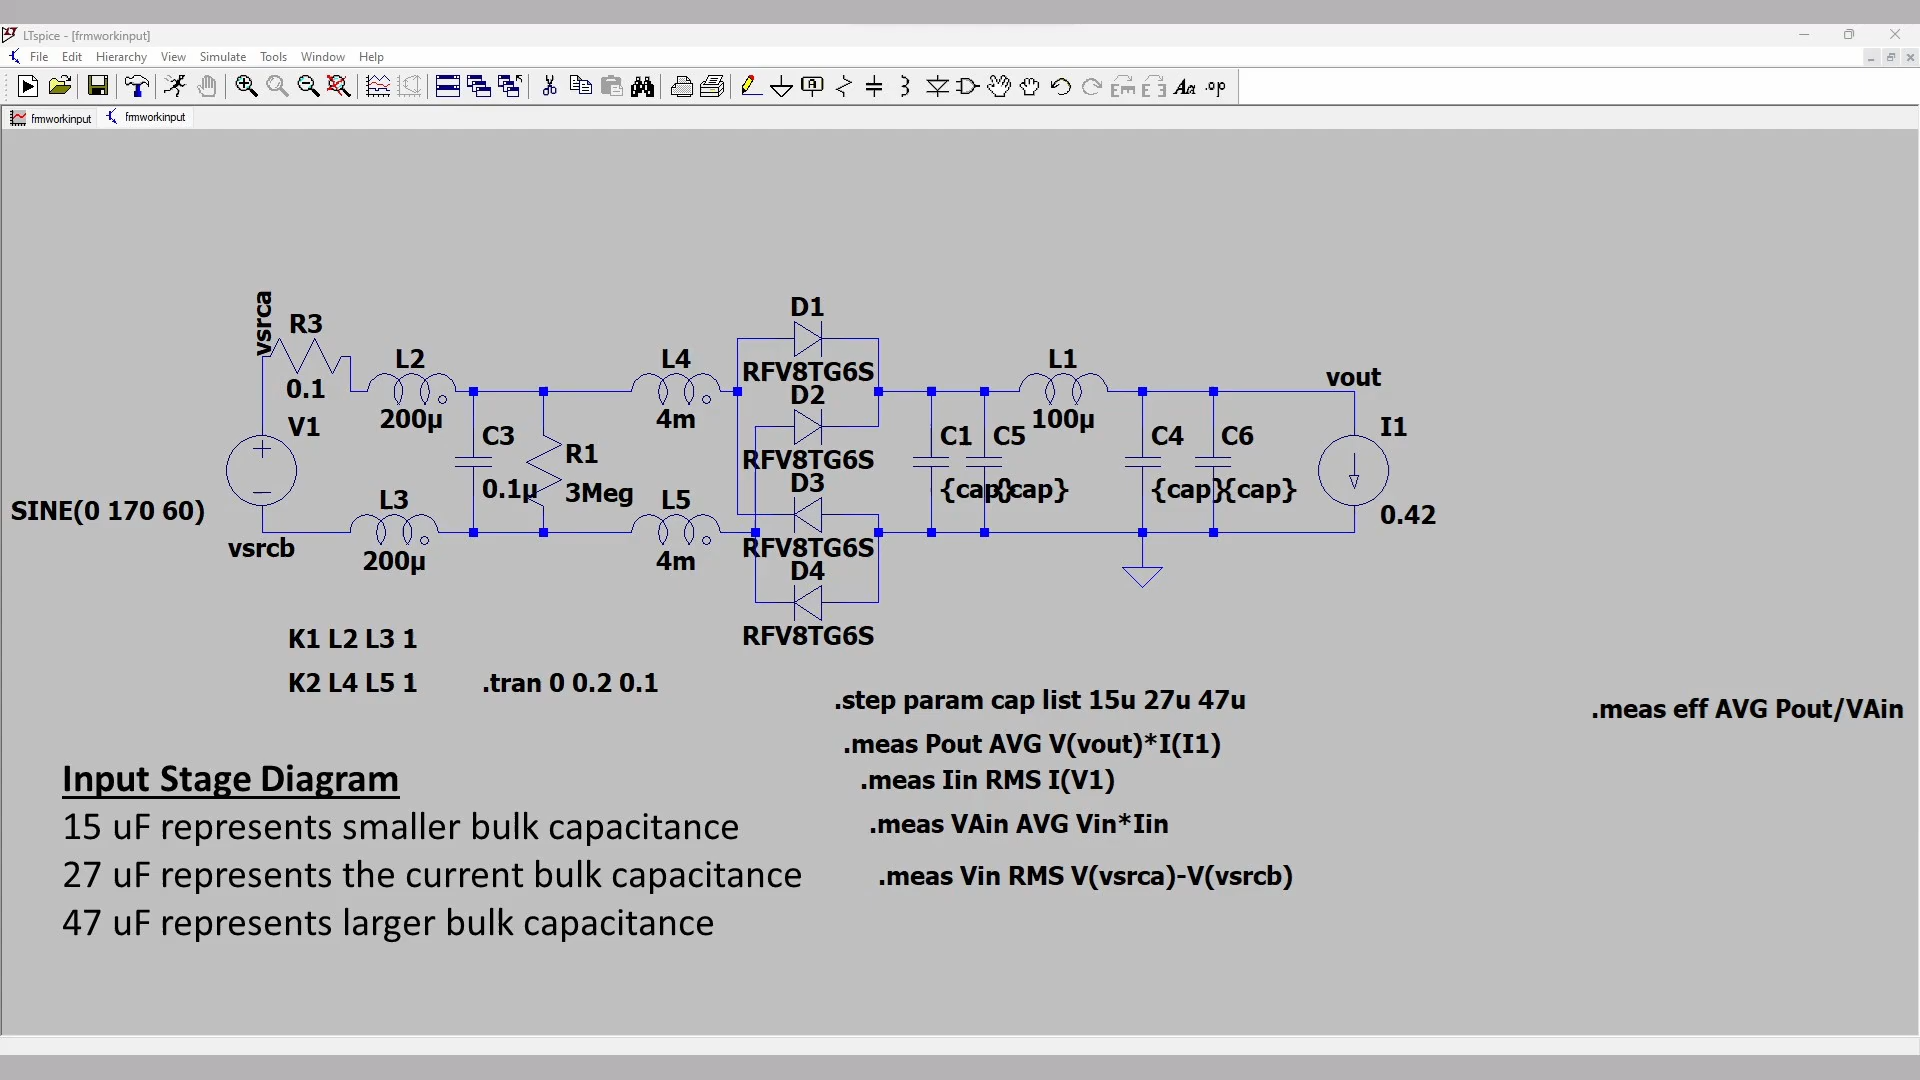 LTspice - [frmworkinput]
File Edit Hierarchy View Simulate Tools Window Help
frmworkinput frmworkinput
vsrca
R3
0.1
L2
200µ
L4
4m
D1
RFV8TG6S
D2
RFV8TG6S
D3
RFV8TG6S
D4
RFV8TG6S
L1
100µ
vout
V1
SINE(0 170 60)
vsrcb
C3
0.1µ
R1
3Meg
L3
200µ
L5
4m
C1
{cap}
C5
{cap}
C4
{cap}
C6
{cap}
I1
0.42
K1 L2 L3 1
K2 L4 L5 1
.tran 0 0.2 0.1
.step param cap list 15u 27u 47u
.meas eff AVG Pout/VAin
.meas Pout AVG V(vout)*I(I1)
.meas Iin RMS I(V1)
.meas VAin AVG Vin*Iin
.meas Vin RMS V(vsrca)-V(vsrcb)
Input Stage Diagram
15 uF represents smaller bulk capacitance
27 uF represents the current bulk capacitance
47 uF represents larger bulk capacitance